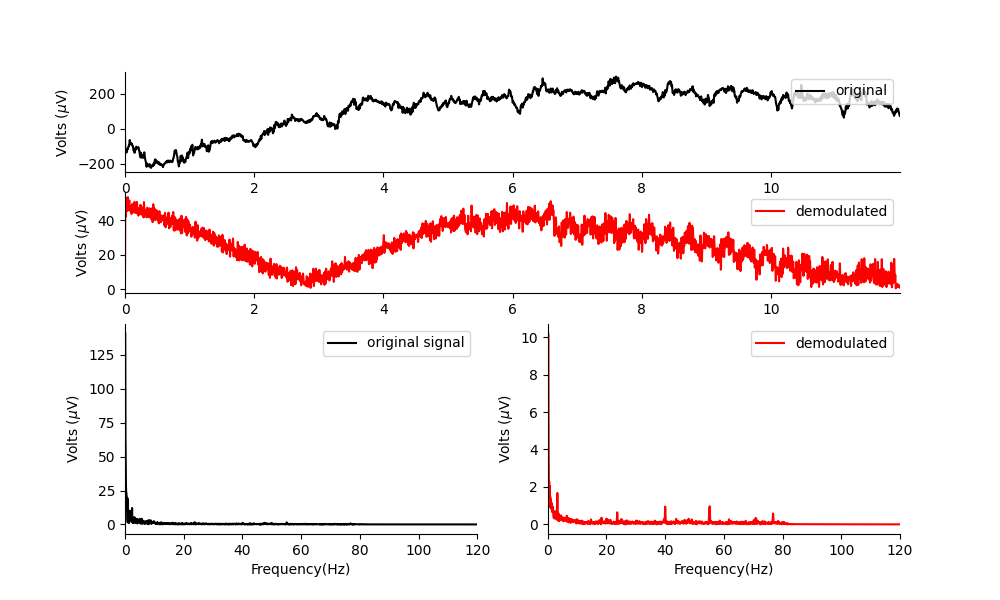 Volts (μV)
200
0
−200
original
0 2 4 6 8 10
Volts (μV)
40
20
0
demodulated
0 2 4 6 8 10
Volts (μV)
125
100
75
50
25
0
original signal
0 20 40 60 80 100 120
Frequency(Hz)
Volts (μV)
10
8
6
4
2
0
demodulated
0 20 40 60 80 100 120
Frequency(Hz)